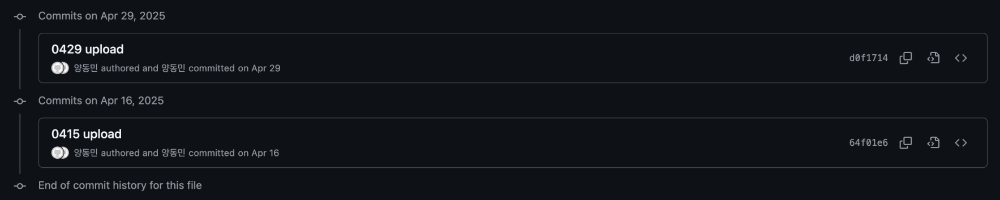 Commits on Apr 29, 2025
0429 upload
양동민 authored and 양동민 committed on Apr 29
d0f1714
Commits on Apr 16, 2025
0415 upload
양동민 authored and 양동민 committed on Apr 16
64f01e6
End of commit history for this file